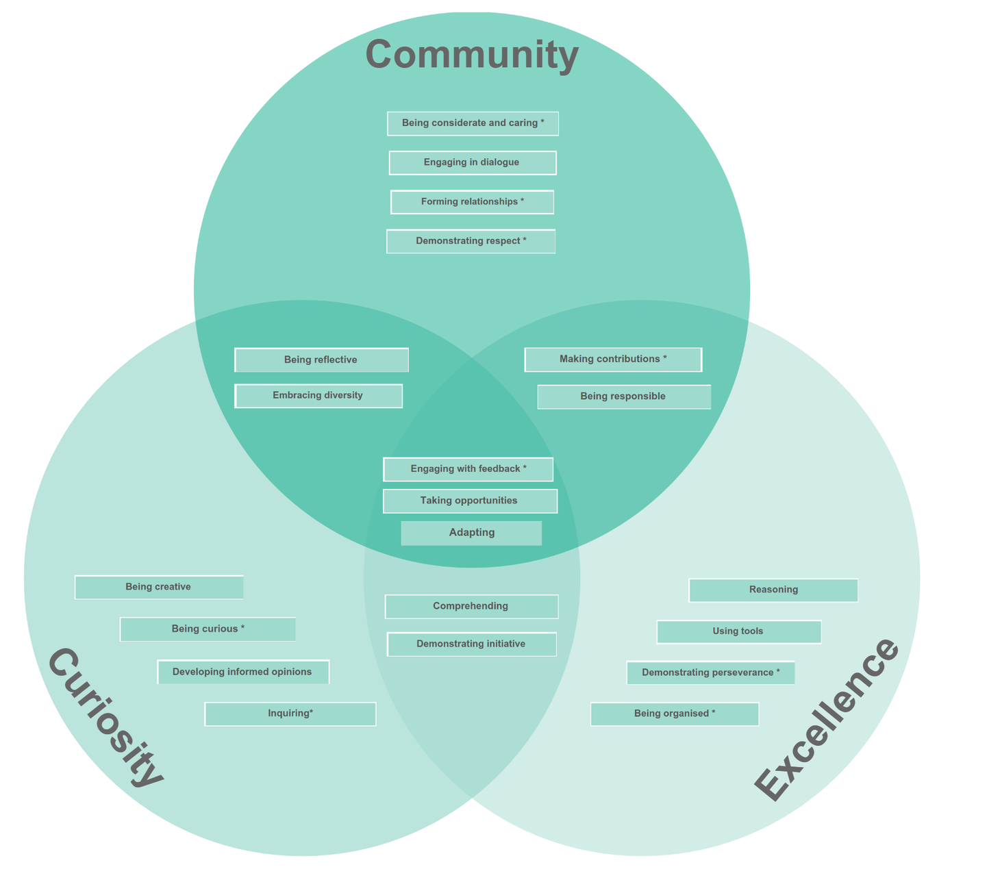 Community
Being considerate and caring *
Engaging in dialogue
Forming relationships *
Demonstrating respect *
Being reflective
Making contributions *
Embracing diversity
Being responsible
Engaging with feedback *
Taking opportunities
Adapting
Being creative
Being curious *
Developing informed opinions
Inquiring*
Curiosity
Comprehending
Demonstrating initiative
Reasoning
Using tools
Demonstrating perseverance *
Being organised *
Excellence